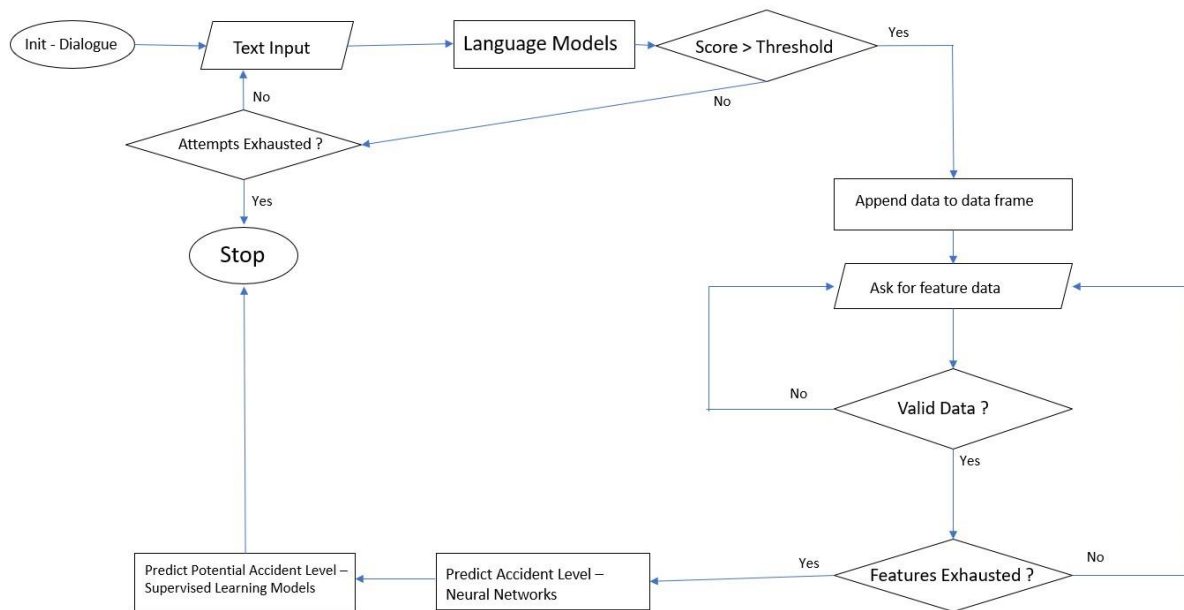 Init - Dialogue
Text Input
Language Models
Score > Threshold
Yes
No
No
Attempts Exhausted ?
Yes
Stop
Append data to data frame
Ask for feature data
No
Valid Data ?
Yes
Features Exhausted ?
No
Yes
Predict Accident Level –
Neural Networks
Predict Potential Accident Level –
Supervised Learning Models